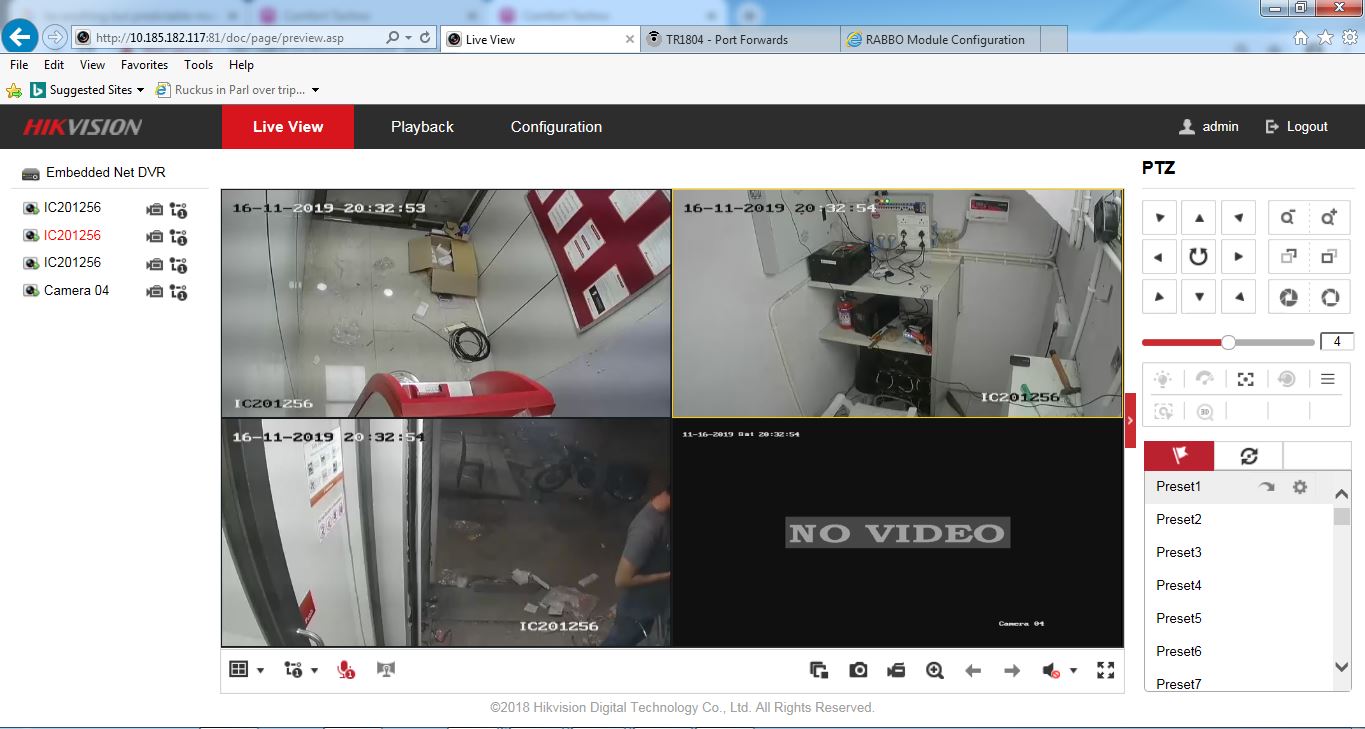 http://10.185.182.117:81/doc/page/preview.asp
Live View
TR1804 - Port Forwards
RABBO Module Configuration
File Edit View Favorites Tools Help
Suggested Sites
Ruckus in Parl over trip...
HIKVISION
Live View
Playback
Configuration
admin
Logout
Embedded Net DVR
IC201256
IC201256
IC201256
Camera 04
16-11-2019 20:32:53
IC201256
16-11-2019 20:32:54
IC201256
16-11-2019 20:32:54
IC201256
11-16-2019 Sat 20:32:54
NO VIDEO
Camera 04
PTZ
4
3D
Preset1
Preset2
Preset3
Preset4
Preset5
Preset6
Preset7
©2018 Hikvision Digital Technology Co., Ltd. All Rights Reserved.